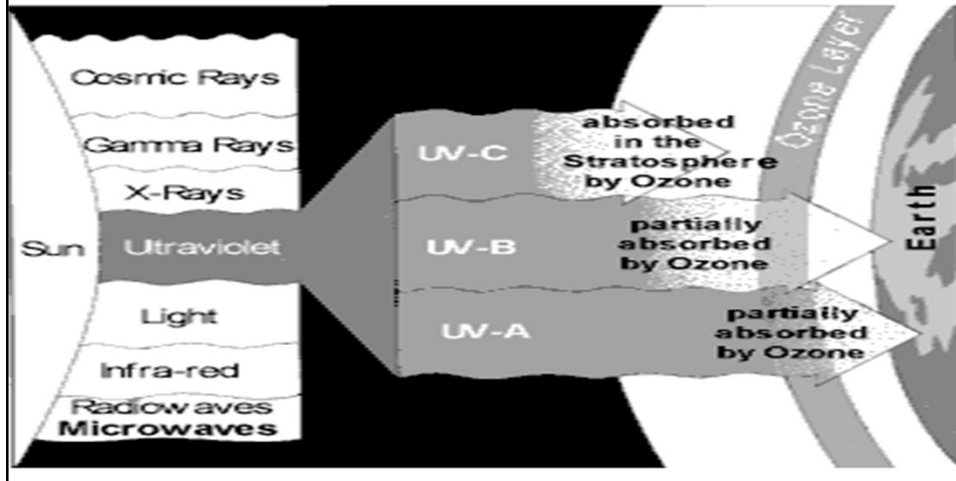 Sun
Cosmic Rays
Gamma Rays
X-Rays
Ultraviolet
Light
Infra-red
Radiowaves
Microwaves
UV-C
absorbed
in the
Stratosphere
by Ozone
UV-B
partially
absorbed
by Ozone
UV-A
partially
absorbed
by Ozone
Ozone Layer
Earth